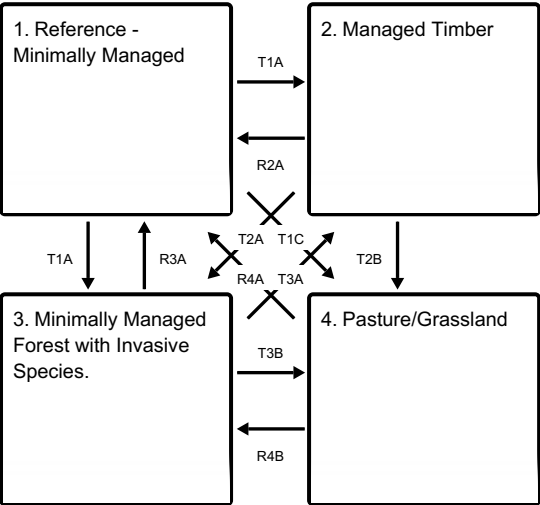 1. Reference -
Minimally Managed
2. Managed Timber
T1A
R2A
T1A
R3A
T2A
T1C
R4A
T3A
T2B
3. Minimally Managed
Forest with Invasive
Species.
4. Pasture/Grassland
T3B
R4B